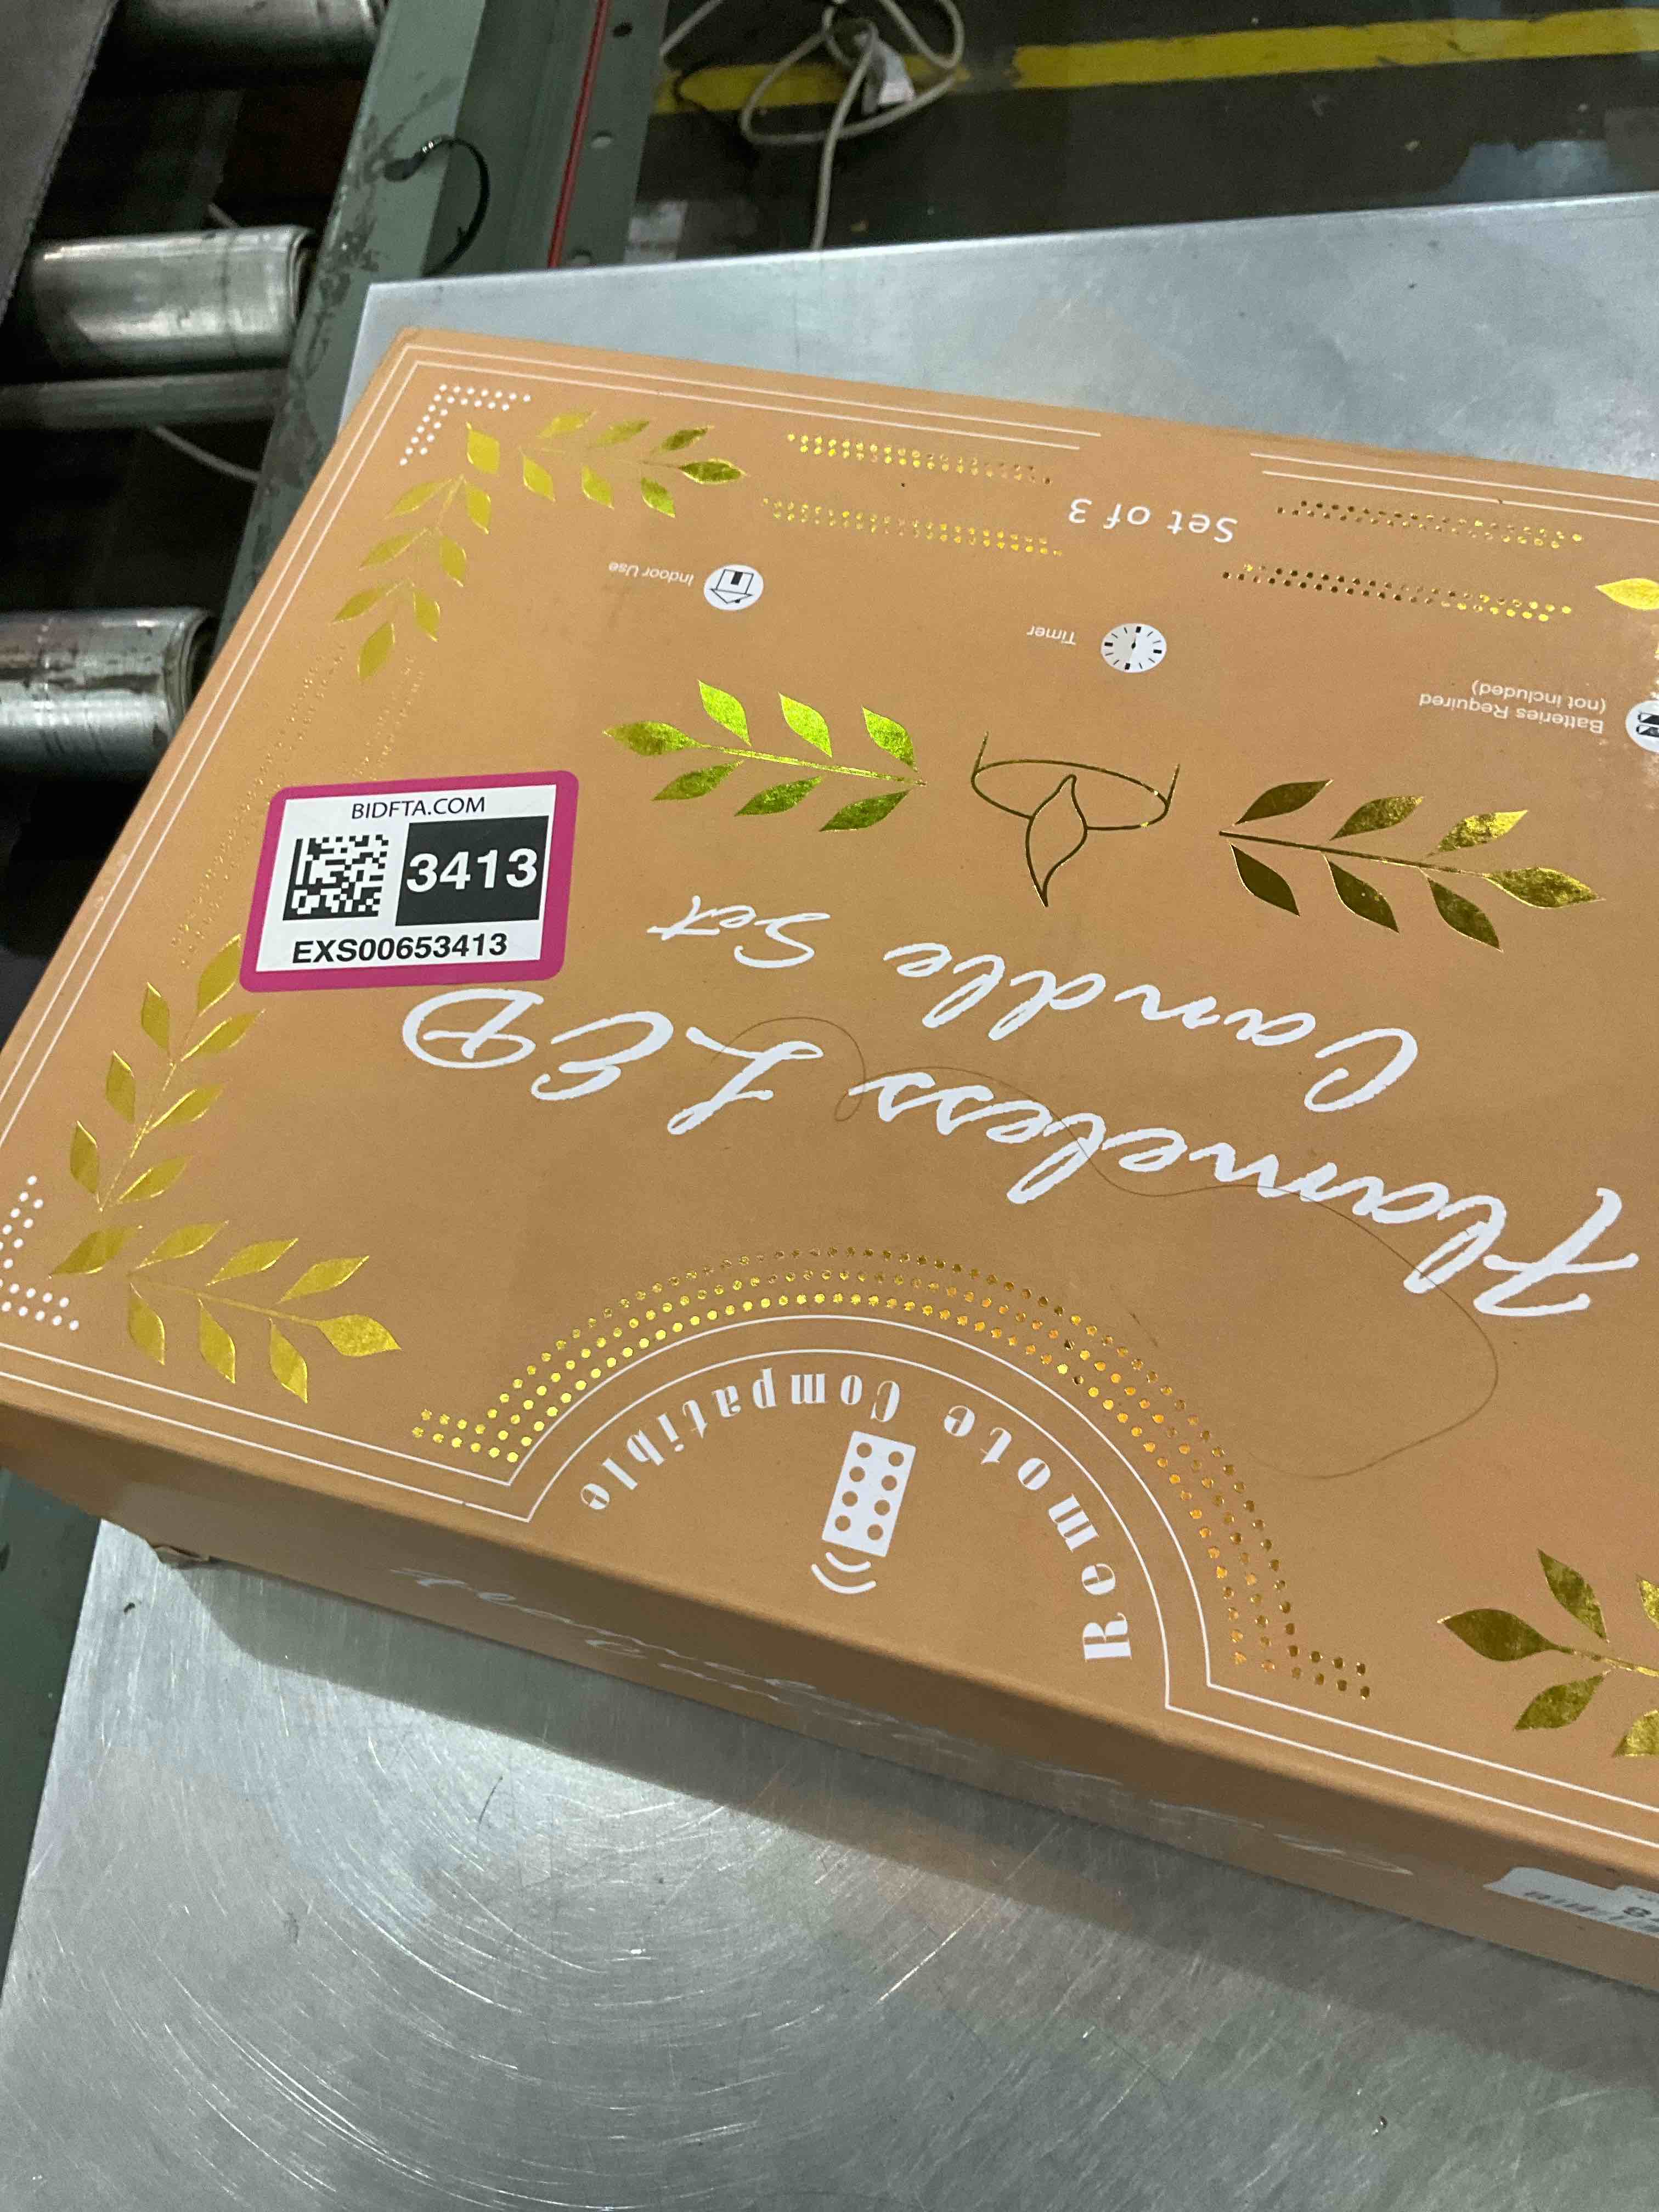 BIDFTA.COM
3413
EXS00653413
Remote Compatible
Flameless LED
Candle Set
Batteries Required
(not included)
Timer
Indoor Use
Set of 3